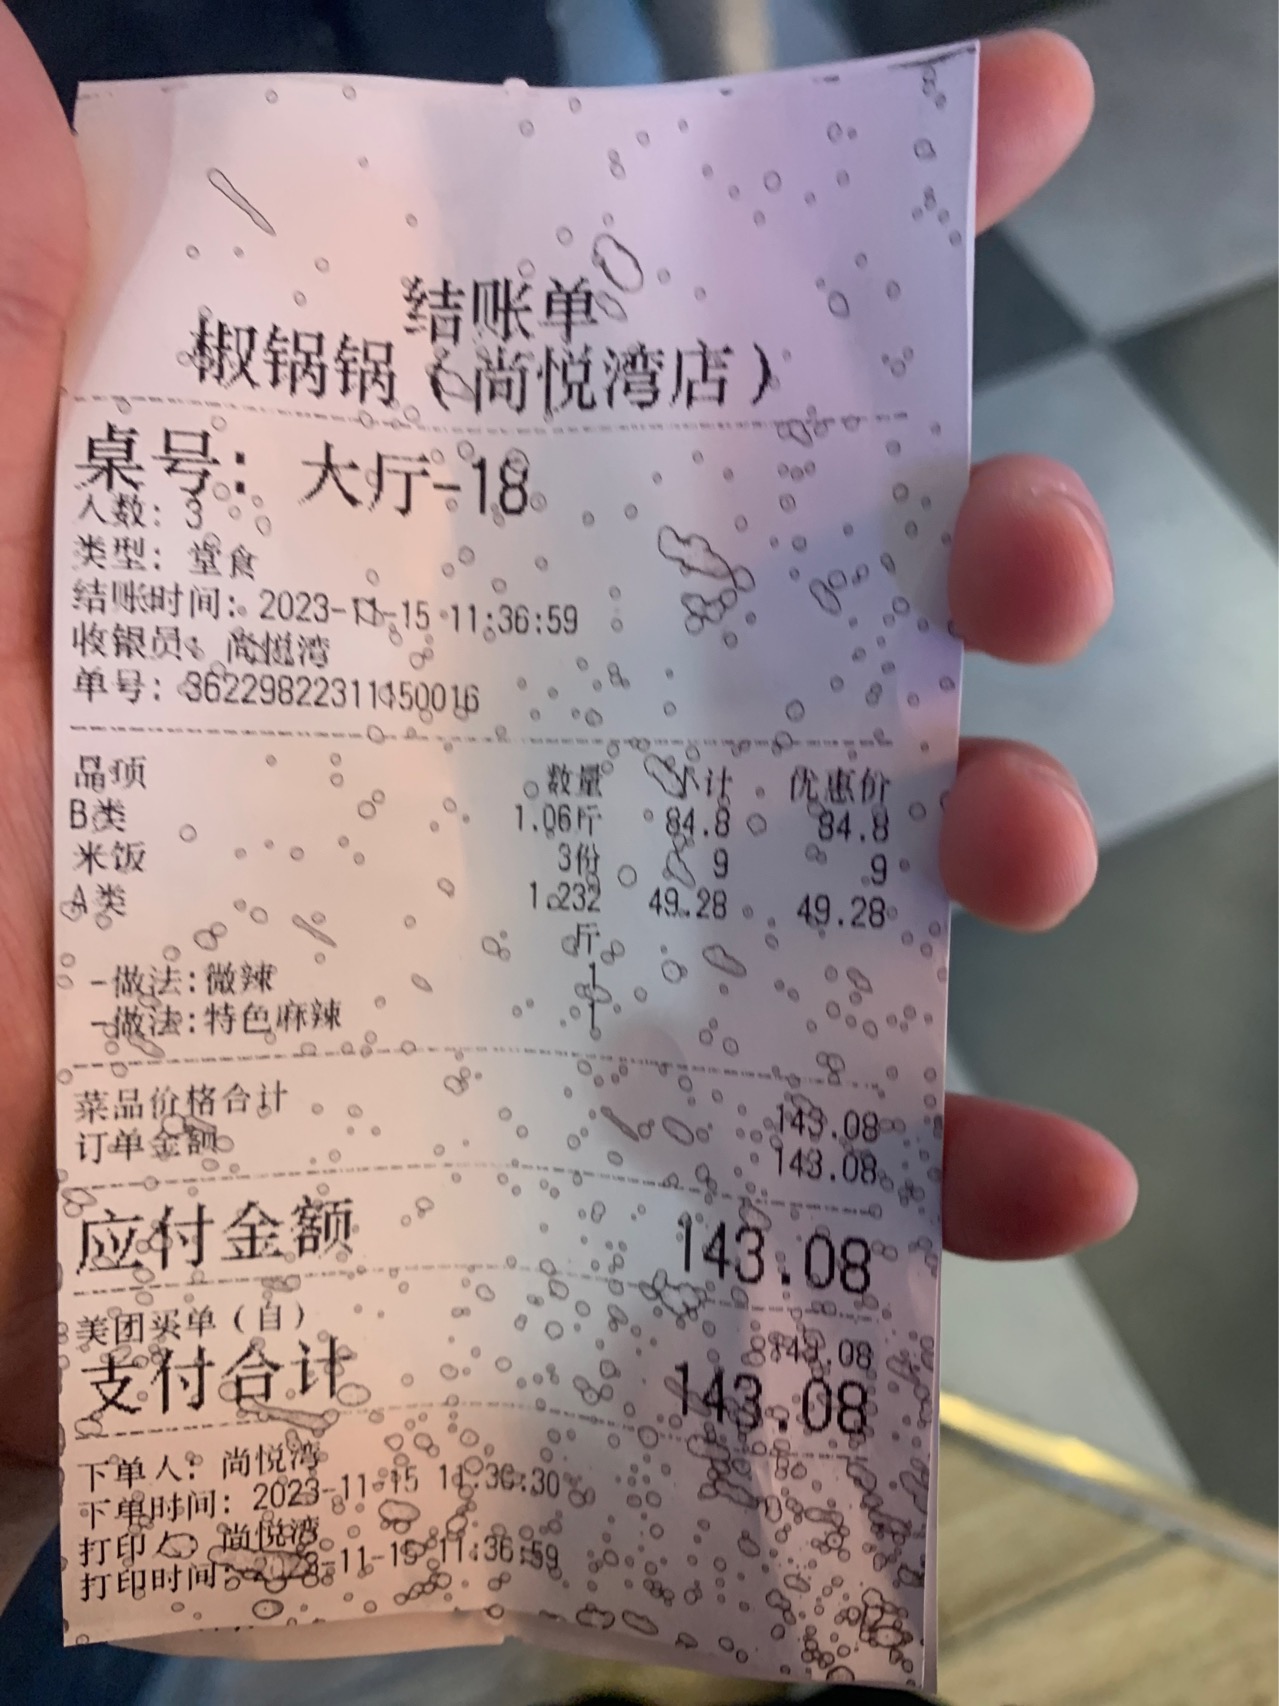 结账单
椒锅锅（尚悦湾店）
桌号：大厅-18
人数：3
类型：堂食
结账时间：2023-11-15 11:36:59
收银员：尚悦湾
单号：36229822311150016
品项 数量 小计 优惠价
B类 1.06斤 84.8 84.8
米饭 3份 9 9
A类 1.232 49.28 49.28
斤
-做法:微辣 1
-做法:特色麻辣 1
菜品价格合计 143.08
订单金额 143.08
应付金额 143.08
美团买单（自） 143.08
支付合计 143.08
下单人：尚悦湾
下单时间：2023-11-15 11:36:30
打印人：尚悦湾
打印时间：2023-11-15 11:36:59